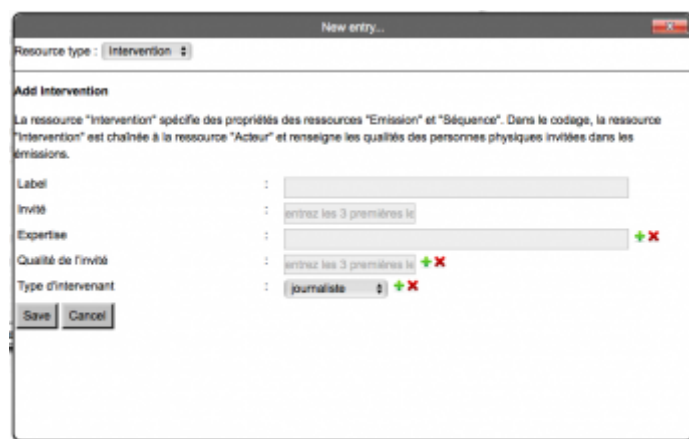 New entry...
Resource type : Intervention
Add Intervention
La ressource "Intervention" spécifie des propriétés des ressources "Emission" et "Séquence". Dans le codage, la ressource
"Intervention" est chaînée à la ressource "Acteur" et renseigne les qualités des personnes physiques invitées dans les
émissions.
Label :
Invité : entrez les 3 premières le
Expertise :
Qualité de l'invité : entrez les 3 premières le
Type d'intervenant : journaliste
Save Cancel